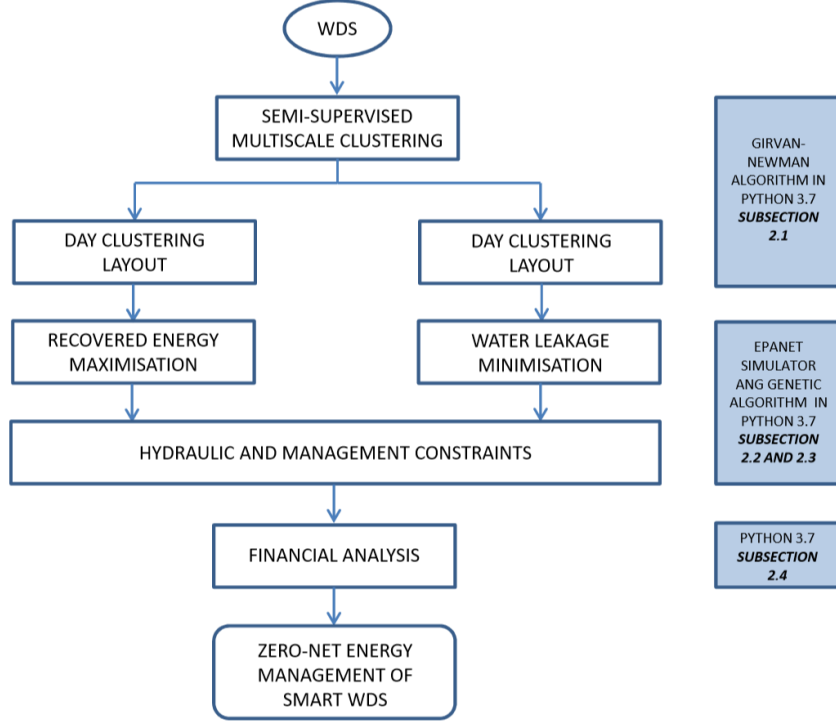 WDS
SEMI-SUPERVISED
MULTISCALE CLUSTERING
DAY CLUSTERING
LAYOUT
DAY CLUSTERING
LAYOUT
RECOVERED ENERGY
MAXIMISATION
WATER LEAKAGE
MINIMISATION
HYDRAULIC AND MANAGEMENT CONSTRAINTS
FINANCIAL ANALYSIS
ZERO-NET ENERGY
MANAGEMENT OF
SMART WDS
GIRVAN-
NEWMAN
ALGORITHM IN
PYTHON 3.7
SUBSECTION
2.1
EPANET
SIMULATOR
ANG GENETIC
ALGORITHM IN
PYTHON 3.7
SUBSECTION
2.2 AND 2.3
PYTHON 3.7
SUBSECTION
2.4